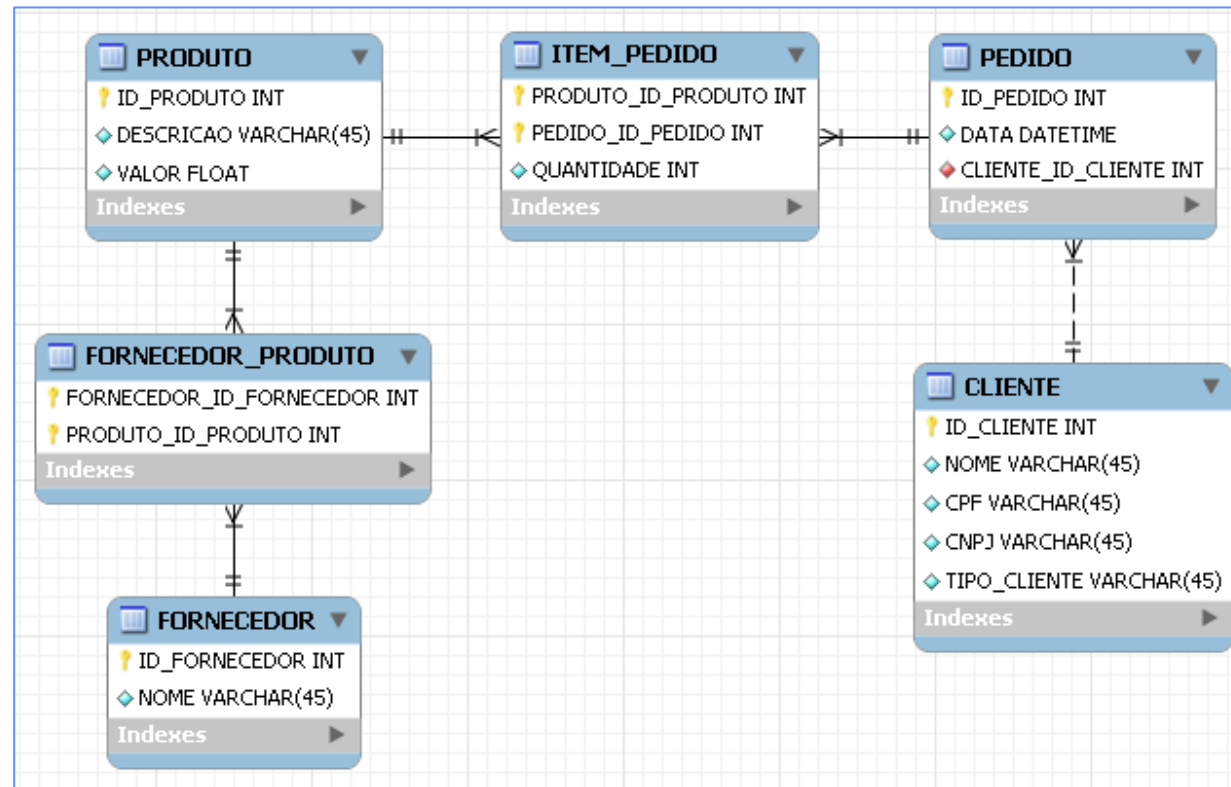 PRODUTO
ID_PRODUTO INT
DESCRICAO VARCHAR(45)
VALOR FLOAT
Indexes
ITEM_PEDIDO
PRODUTO_ID_PRODUTO INT
PEDIDO_ID_PEDIDO INT
QUANTIDADE INT
Indexes
PEDIDO
ID_PEDIDO INT
DATA DATETIME
CLIENTE_ID_CLIENTE INT
Indexes
FORNECEDOR_PRODUTO
FORNECEDOR_ID_FORNECEDOR INT
PRODUTO_ID_PRODUTO INT
Indexes
CLIENTE
ID_CLIENTE INT
NOME VARCHAR(45)
CPF VARCHAR(45)
CNPJ VARCHAR(45)
TIPO_CLIENTE VARCHAR(45)
Indexes
FORNECEDOR
ID_FORNECEDOR INT
NOME VARCHAR(45)
Indexes